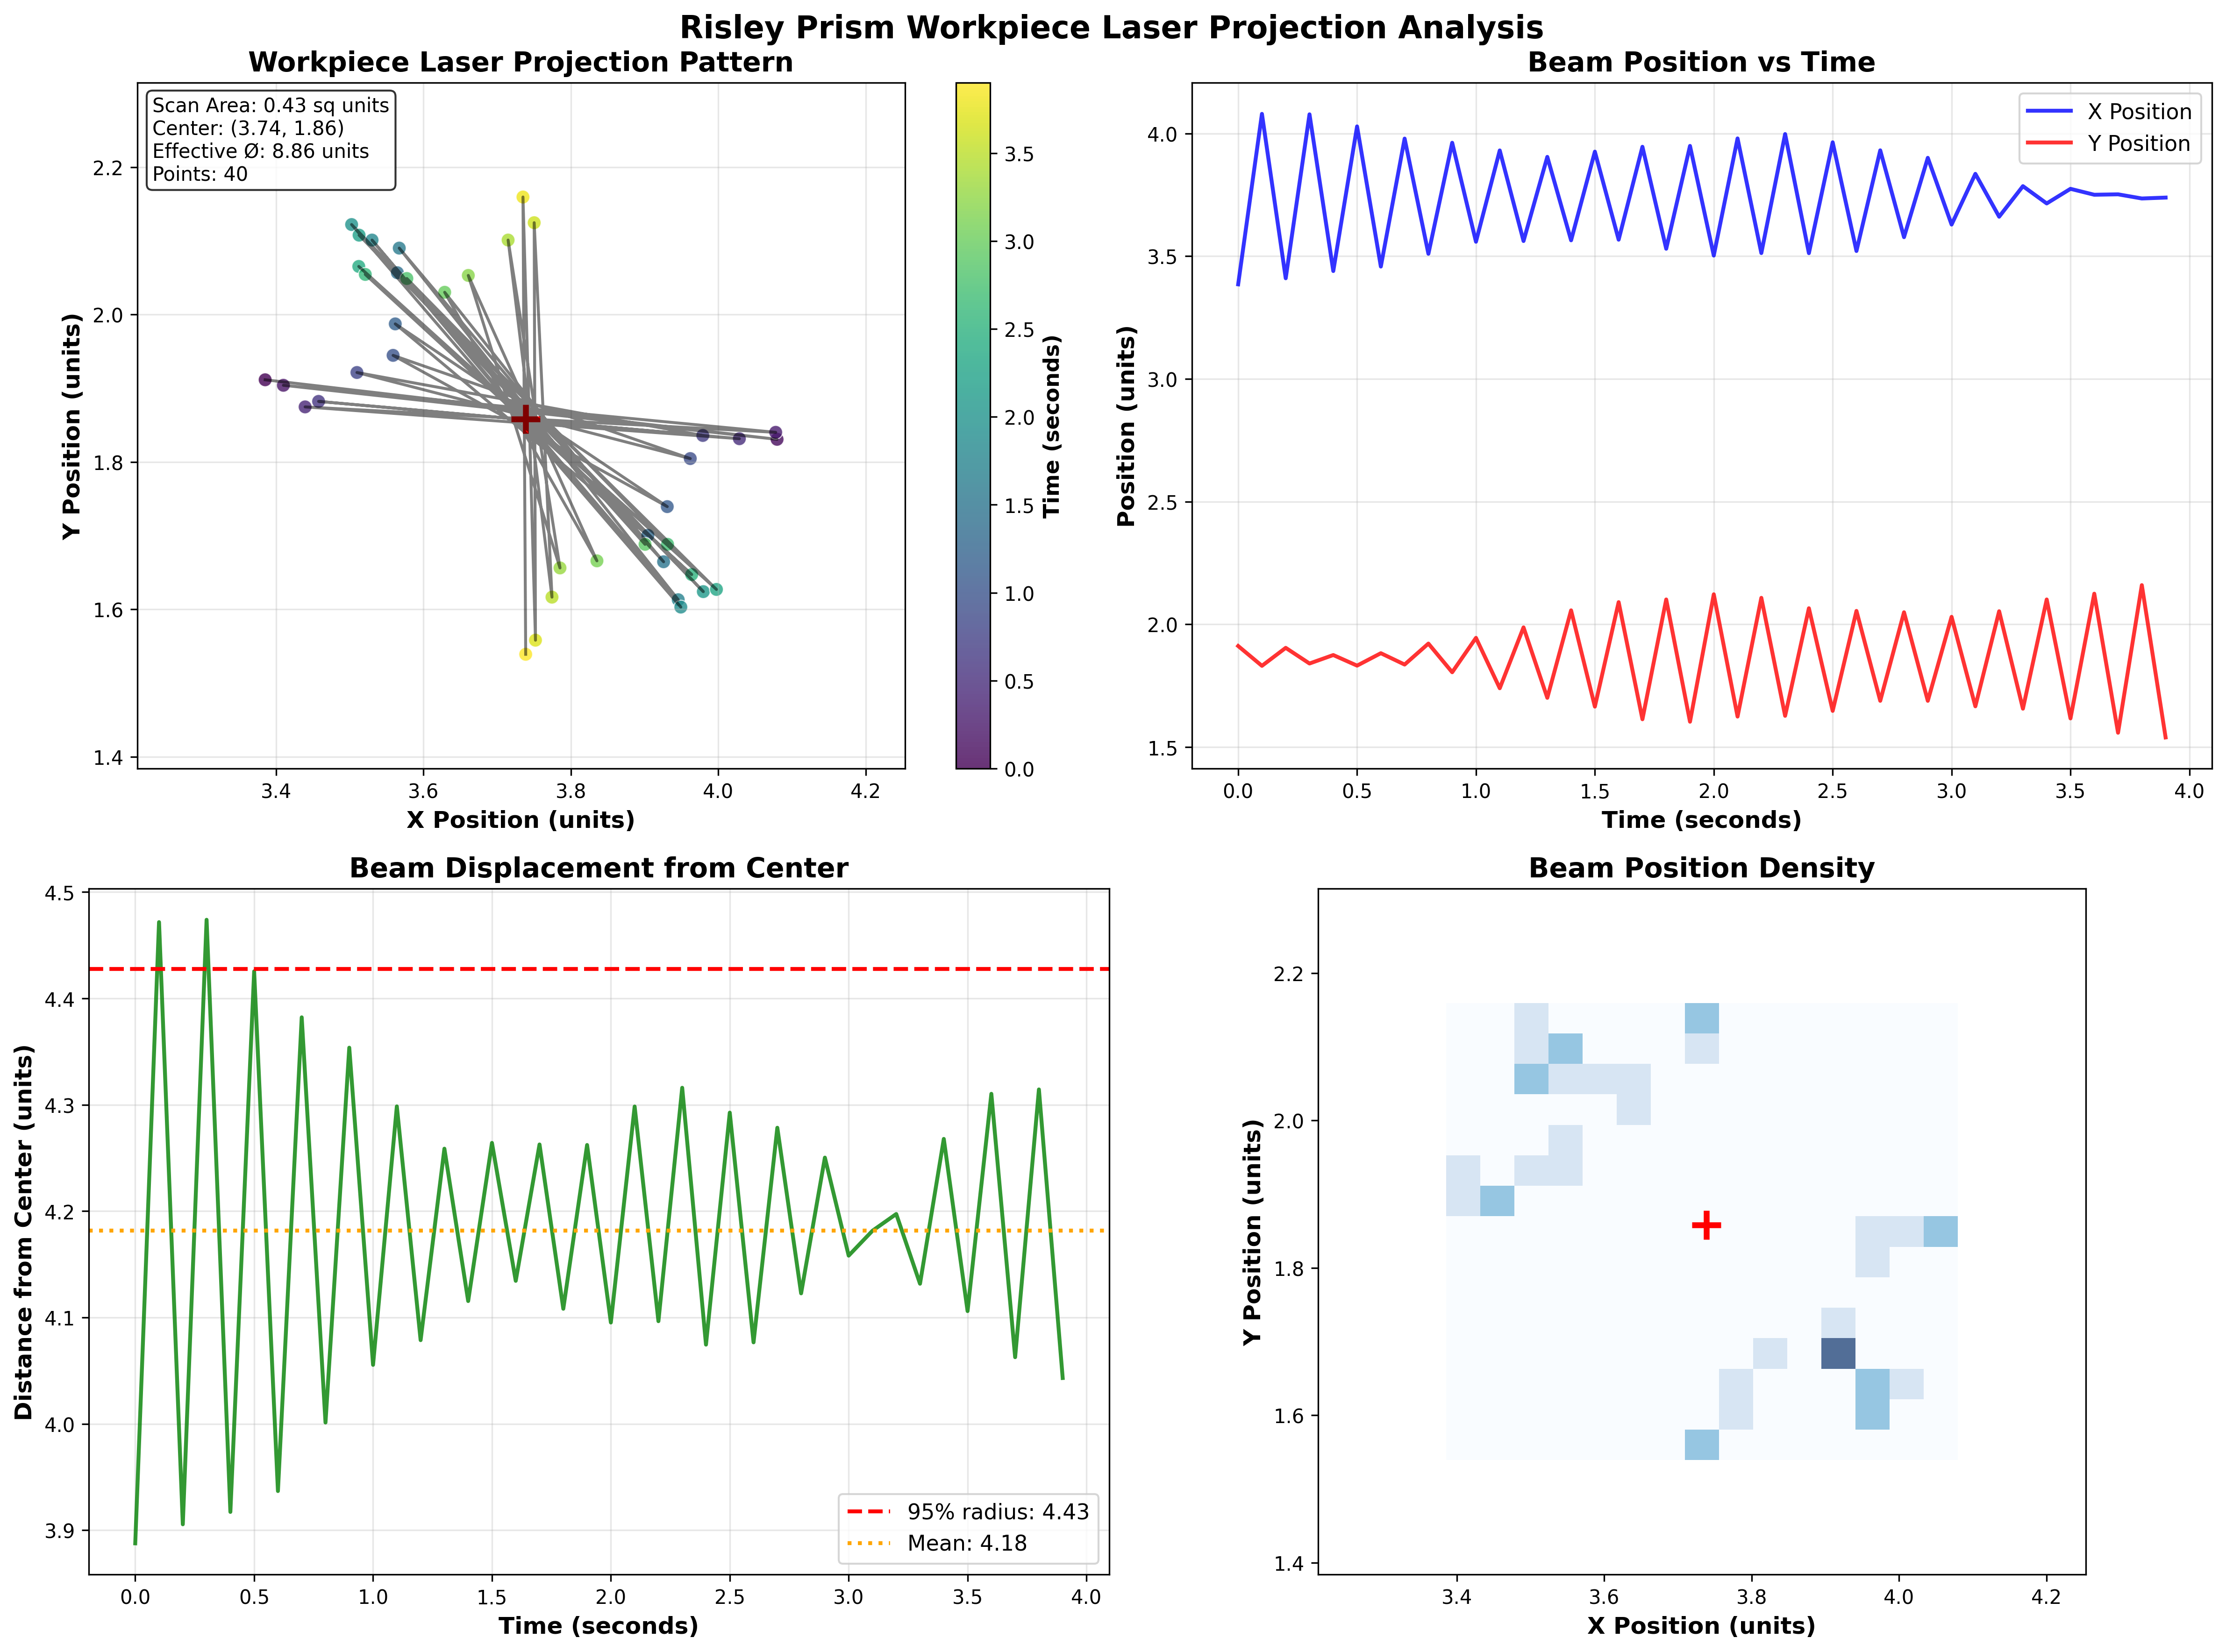 Risley Prism Workpiece Laser Projection Analysis
Workpiece Laser Projection Pattern
Scan Area: 0.43 sq units
Center: (3.74, 1.86)
Effective Ø: 8.86 units
Points: 40
2.2
2.0
1.8
1.6
1.4
Y Position (units)
3.4
3.6
3.8
4.0
4.2
X Position (units)
3.5
3.0
2.5
2.0
1.5
1.0
0.5
0.0
Time (seconds)
Beam Position vs Time
X Position
Y Position
4.0
3.5
3.0
2.5
2.0
1.5
Position (units)
0.0
0.5
1.0
1.5
2.0
2.5
3.0
3.5
4.0
Time (seconds)
Beam Displacement from Center
4.5
4.4
4.3
4.2
4.1
4.0
3.9
Distance from Center (units)
95% radius: 4.43
Mean: 4.18
0.0
0.5
1.0
1.5
2.0
2.5
3.0
3.5
4.0
Time (seconds)
Beam Position Density
2.2
2.0
1.8
1.6
1.4
Y Position (units)
3.4
3.6
3.8
4.0
4.2
X Position (units)